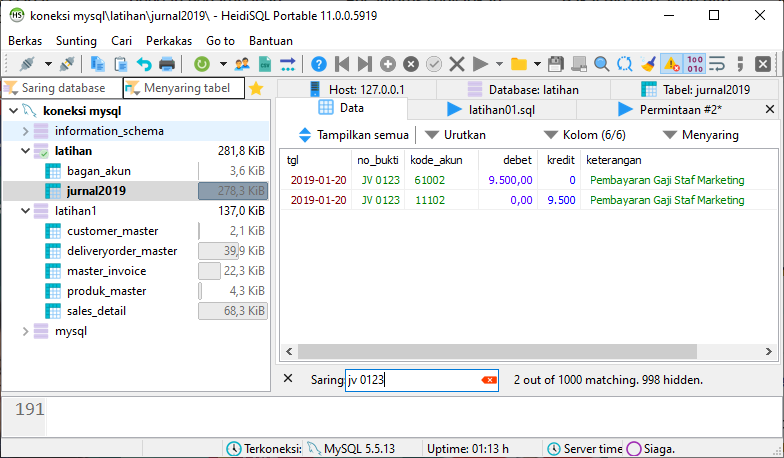 koneksi mysql\latihan\jurnal2019\ - HeidiSQL Portable 11.0.0.5919
Berkas Sunting Cari Perkakas Go to Bantuan
Saring database Menyaring tabel
Host: 127.0.0.1 Database: latihan Tabel: jurnal2019
Data latihan01.sql Permintaan #2*
Tampilkan semua Urutkan Kolom (6/6) Menyaring
koneksi mysql
information_schema
latihan 281,8 KiB
bagan_akun 3,6 KiB
jurnal2019 278,3 KiB
latihan1 137,0 KiB
customer_master 2,1 KiB
deliveryorder_master 39,9 KiB
master_invoice 22,3 KiB
produk_master 4,3 KiB
sales_detail 68,3 KiB
mysql
tgl no_bukti kode_akun debet kredit keterangan
2019-01-20 JV 0123 61002 9.500,00 0 Pembayaran Gaji Staf Marketing
2019-01-20 JV 0123 11102 0,00 9.500 Pembayaran Gaji Staf Marketing
Saring: jv 0123 2 out of 1000 matching. 998 hidden.
191
Terkoneksi: MySQL 5.5.13 Uptime: 01:13 h Server time Siaga.